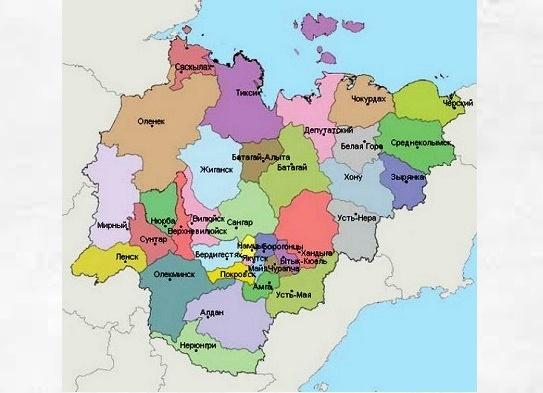 Саскылах
Тикси
Чокурдах
Черский
Оленек
Депутатский
Белая Гора
Среднеколымск
Батагай-Алыта
Жиганск
Батагай
Хону
Зырянка
Нюрба
Вилюйск
Сангар
Усть-Нера
Мирный
Верхневилюйск
Сунтар
Намцы
Борогонцы
Ленск
Бердигестях
Якутск
Хандыга
Ытык-Кюель
Майя
Чурапча
Олекминск
Покровск
Амга
Усть-Мая
Алдан
Нерюнгри